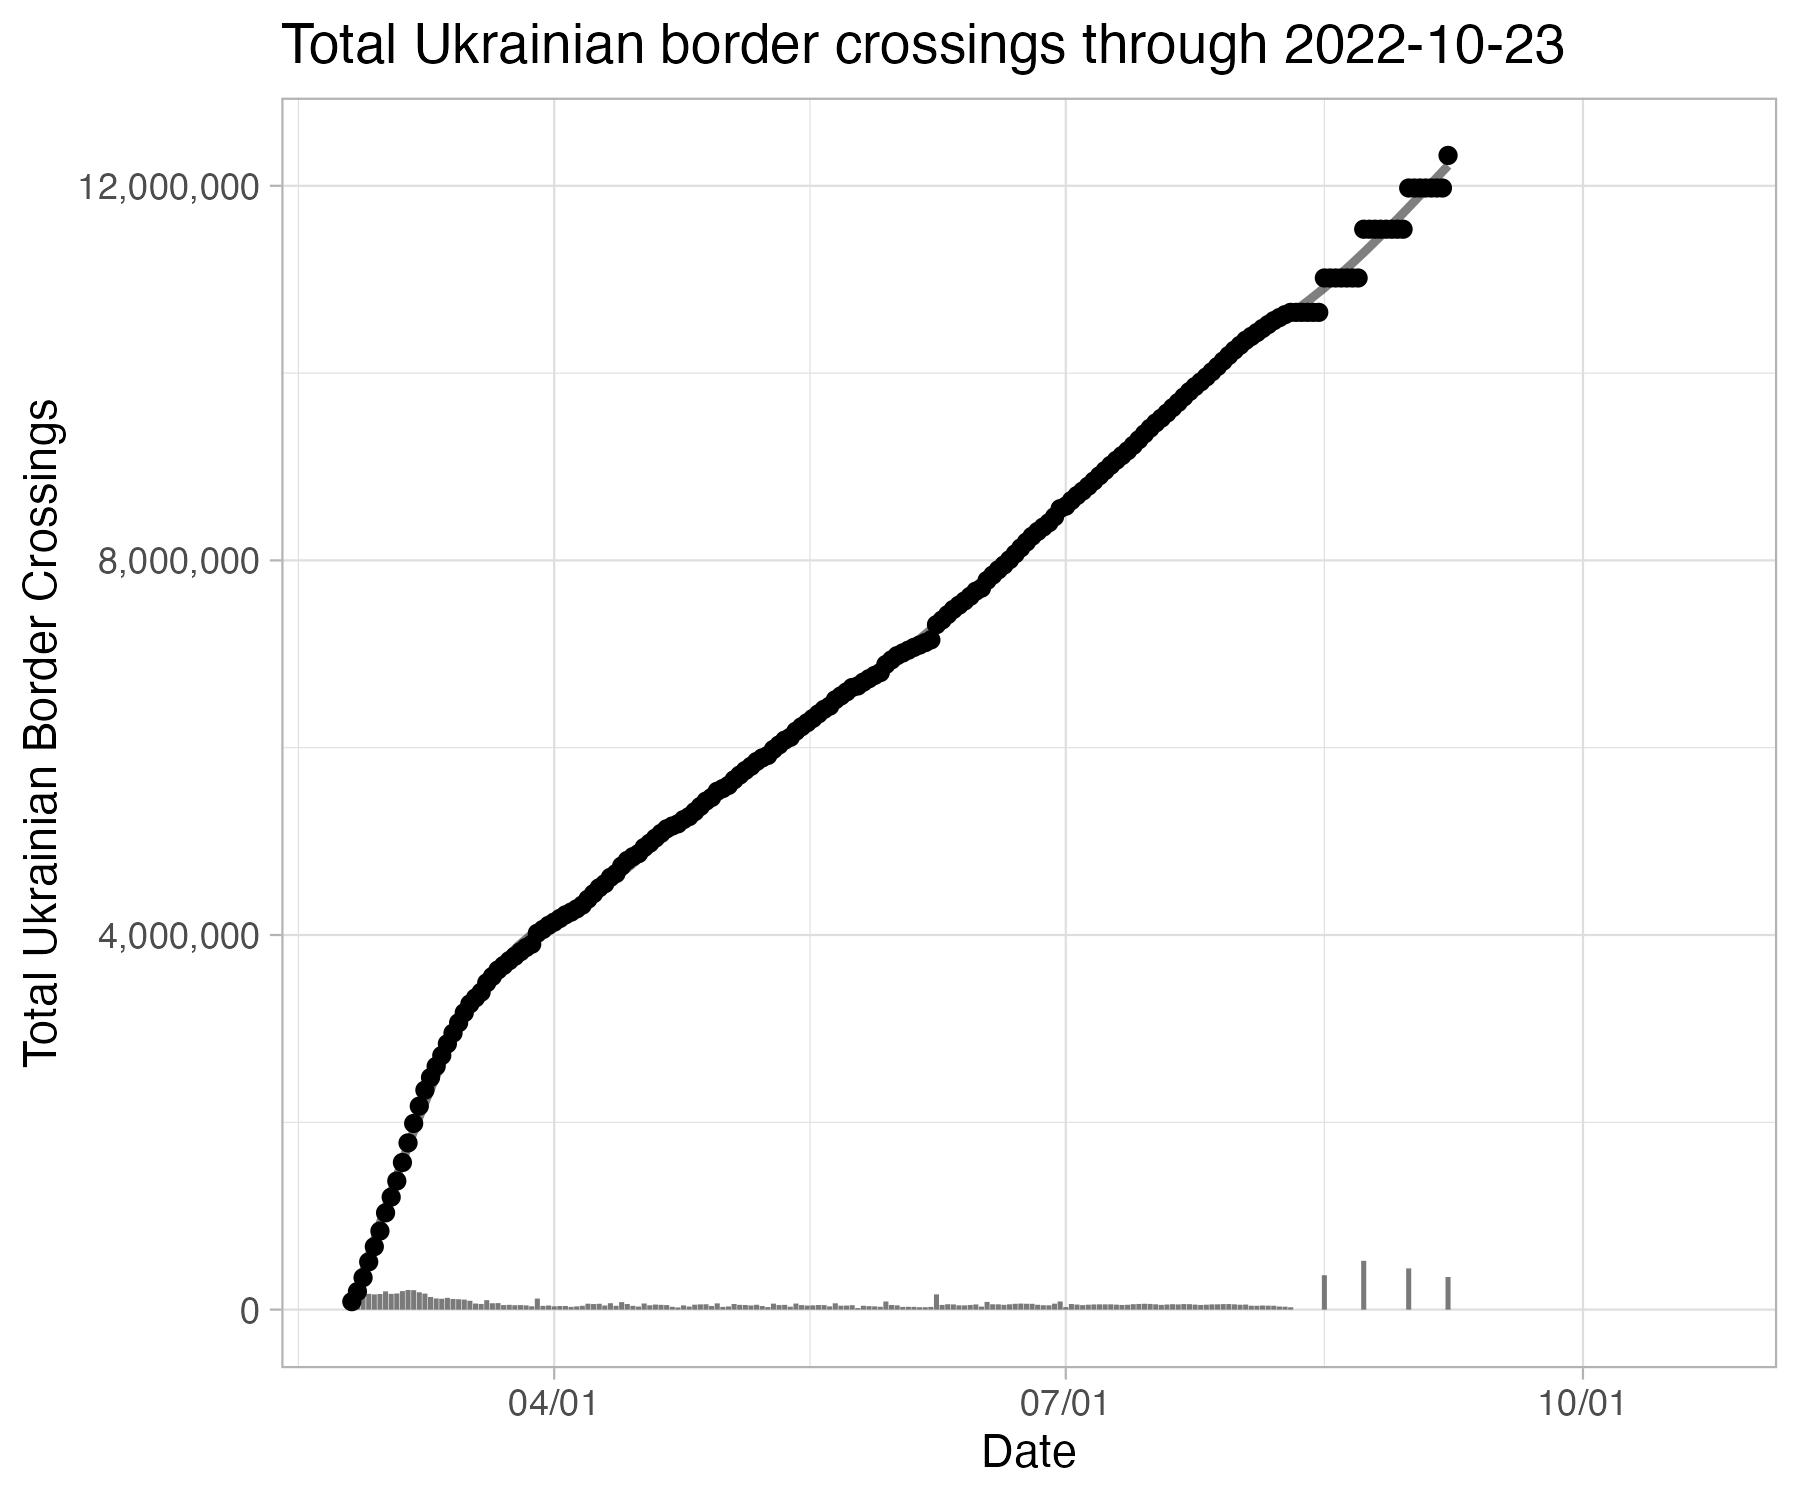 Total Ukrainian border crossings through 2022-10-23
Total Ukrainian Border Crossings
12,000,000
8,000,000
4,000,000
0
04/01
07/01
10/01
Date